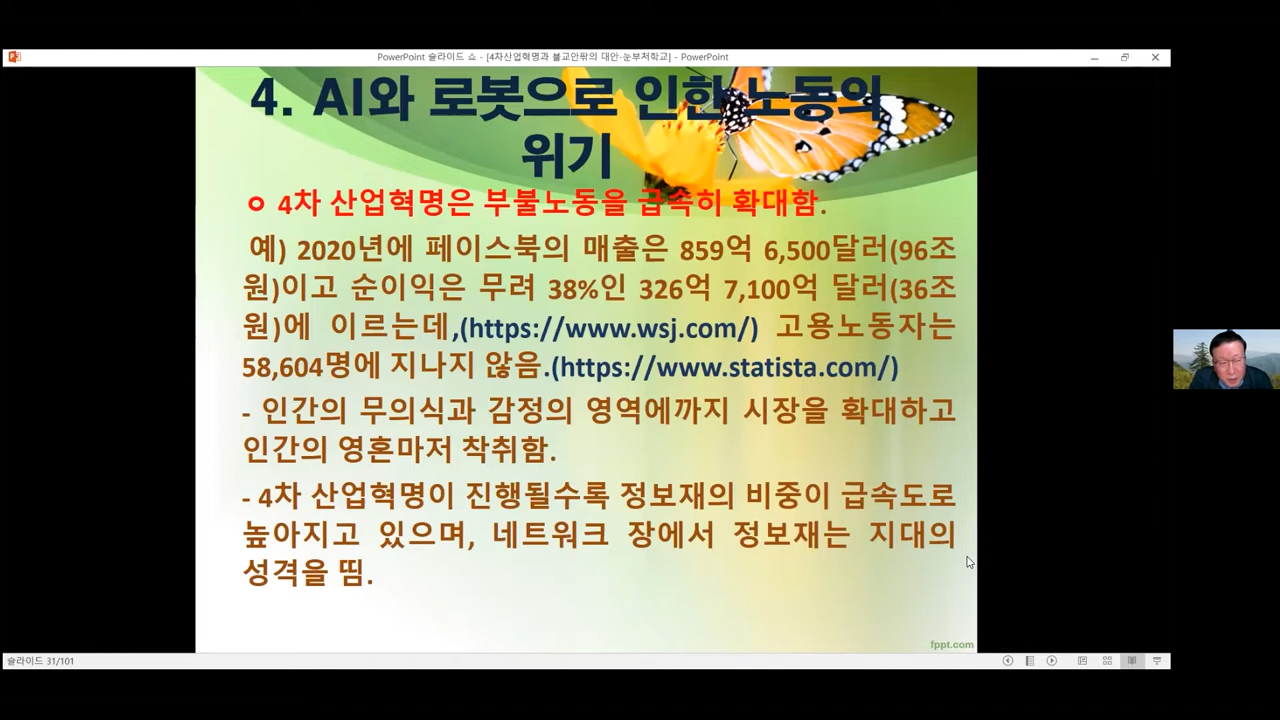 PowerPoint 슬라이드 쇼 - [4차산업혁명과 불교안팎의 대안-눈부처학교] - PowerPoint
4. AI와 로봇으로 인한 노동의
위기
ㅇ 4차 산업혁명은 부불노동을 급속히 확대함.
예) 2020년에 페이스북의 매출은 859억 6,500달러(96조
원)이고 순이익은 무려 38%인 326억 7,100억 달러(36조
원)에 이르는데,(https://www.wsj.com/) 고용노동자는
58,604명에 지나지 않음.(https://www.statista.com/)
- 인간의 무의식과 감정의 영역에까지 시장을 확대하고
인간의 영혼마저 착취함.
- 4차 산업혁명이 진행될수록 정보재의 비중이 급속도로
높아지고 있으며, 네트워크 장에서 정보재는 지대의
성격을 띰.
fppt.com
슬라이드 31/101